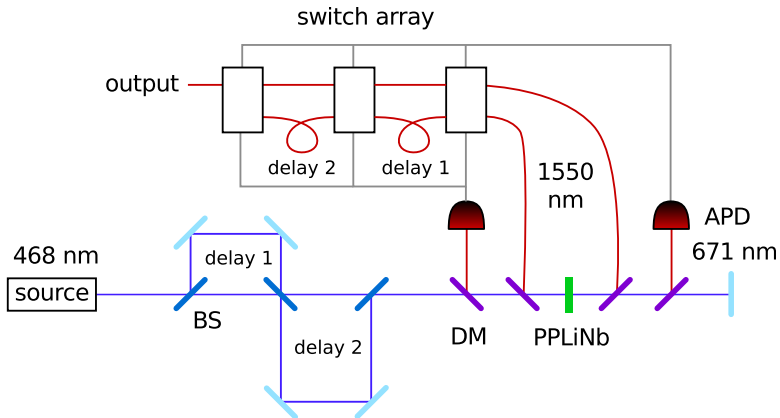 switch array
output
delay 2
delay 1
1550
nm
APD
671 nm
468 nm
source
delay 1
BS
delay 2
DM
PPLiNb